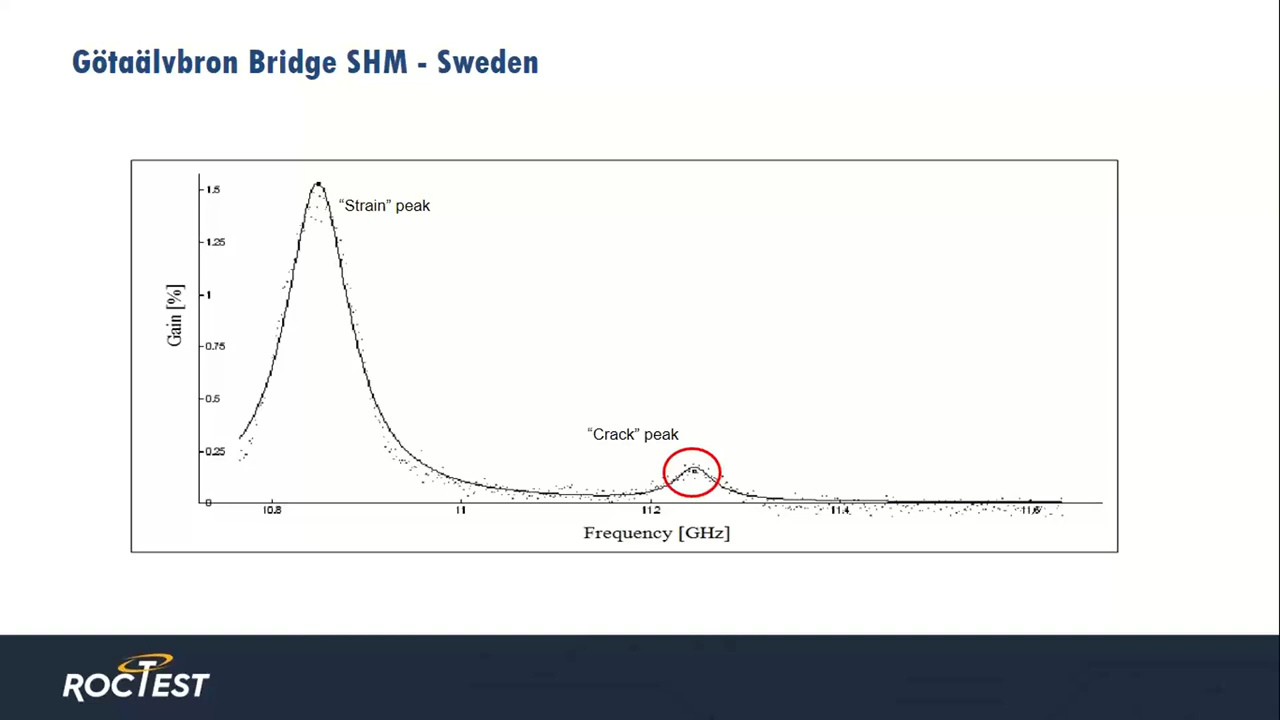 Götaälvbron Bridge SHM - Sweden
1.5
"Strain" peak
1.25
Gain [%]
1
0.75
0.5
"Crack" peak
0.25
0
10.8
11
11.2
11.4
11.6
Frequency [GHz]
ROCTEST